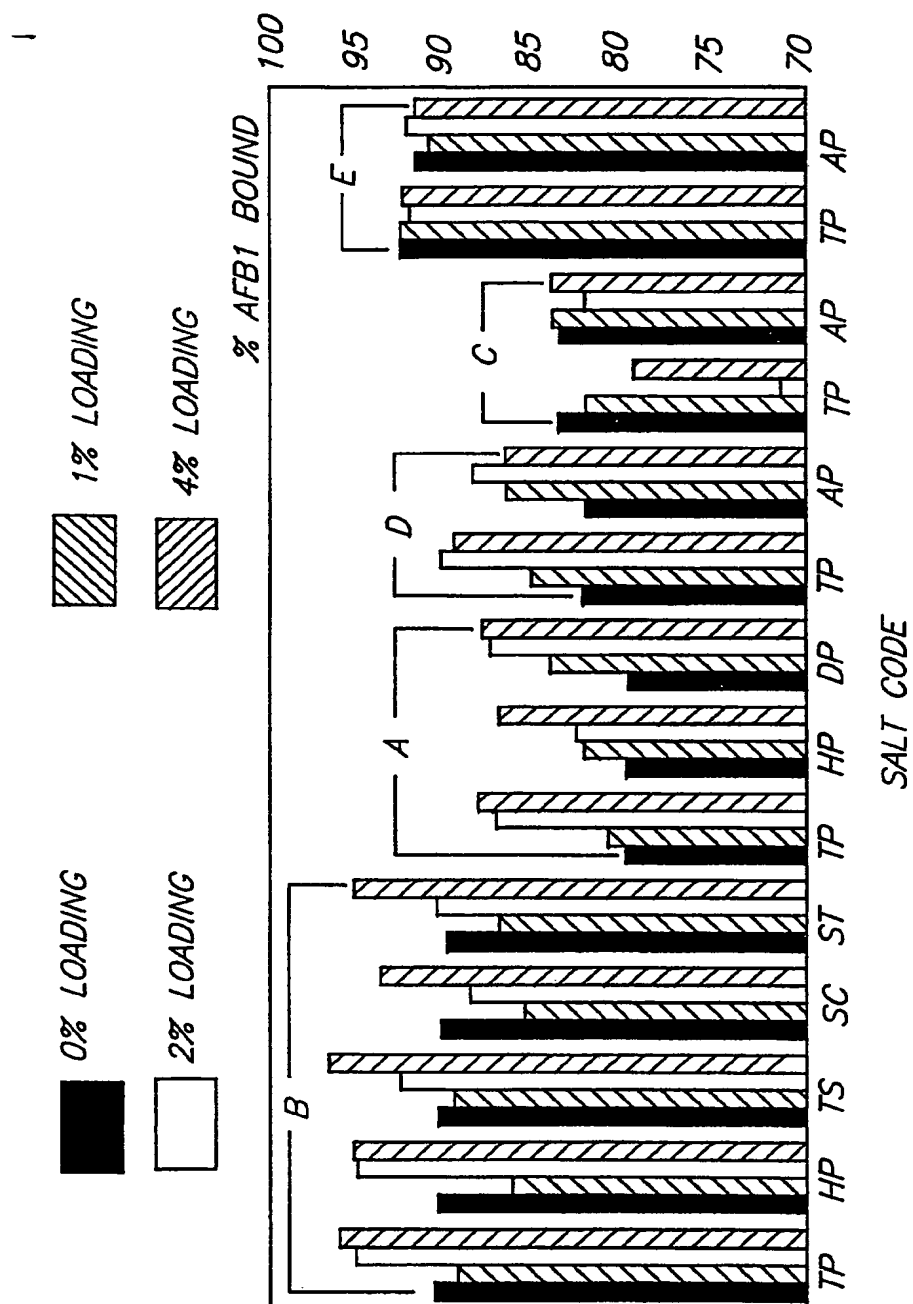 0% LOADING
1% LOADING
2% LOADING
4% LOADING
% AFB1 BOUND
100
95
90
85
80
75
70
B
A
D
C
E
TP HP TS SC ST TP HP DP TP AP TP AP TP AP
SALT CODE